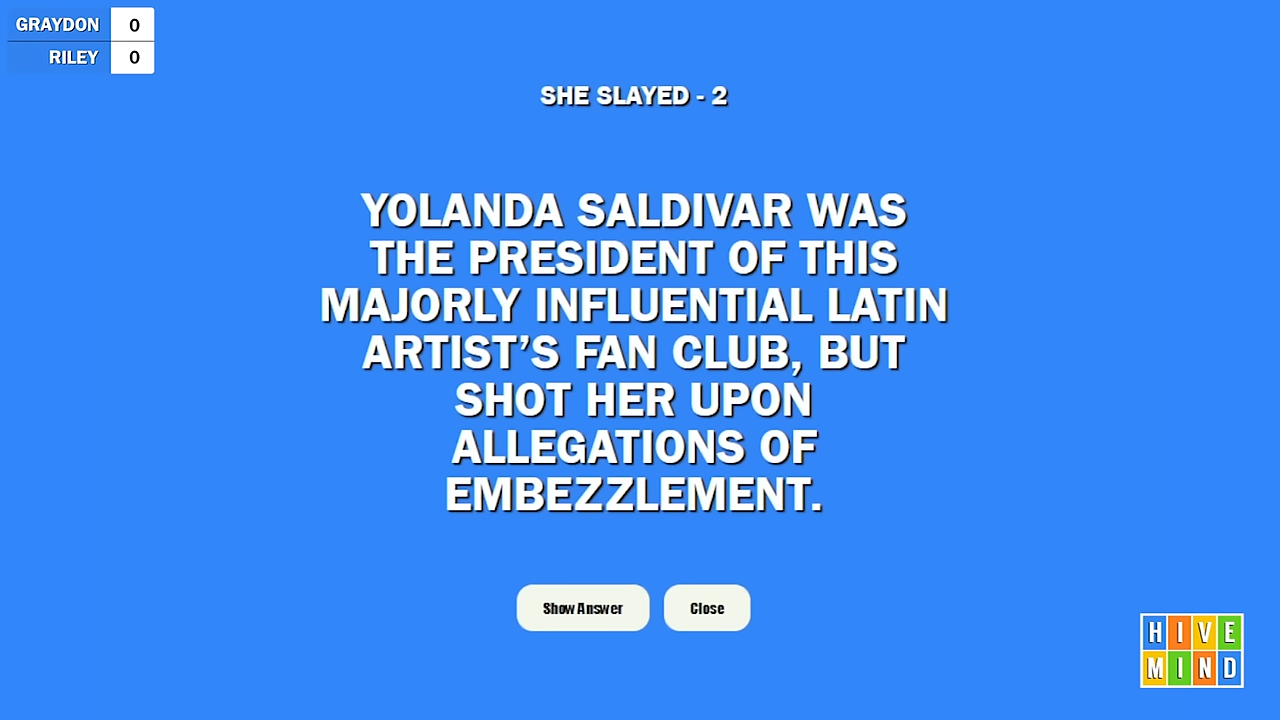 GRAYDON 0
RILEY 0
SHE SLAYED - 2
YOLANDA SALDIVAR WAS
THE PRESIDENT OF THIS
MAJORLY INFLUENTIAL LATIN
ARTIST’S FAN CLUB, BUT
SHOT HER UPON
ALLEGATIONS OF
EMBEZZLEMENT.
Show Answer Close
HIVE
MIND